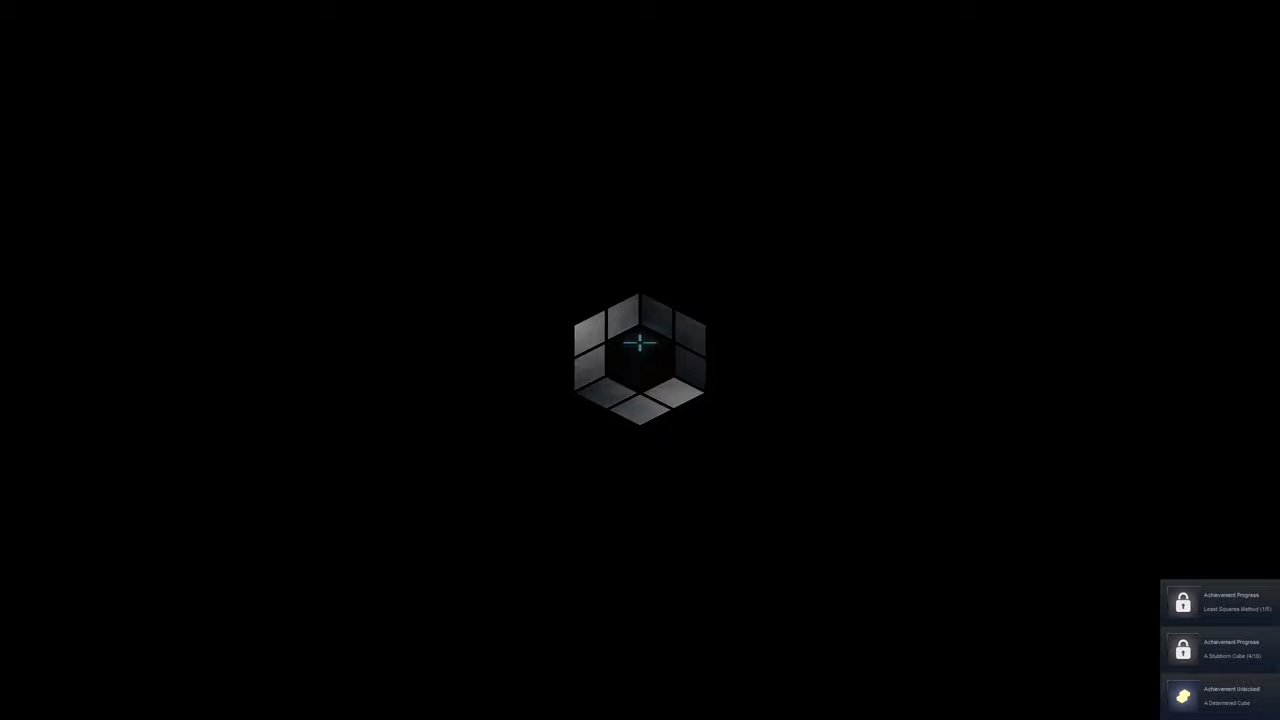 Achievement Progress
Least Squares Method (1/5)
Achievement Progress
A Stubborn Cube (4/15)
Achievement Unlocked!
A Determined Cube